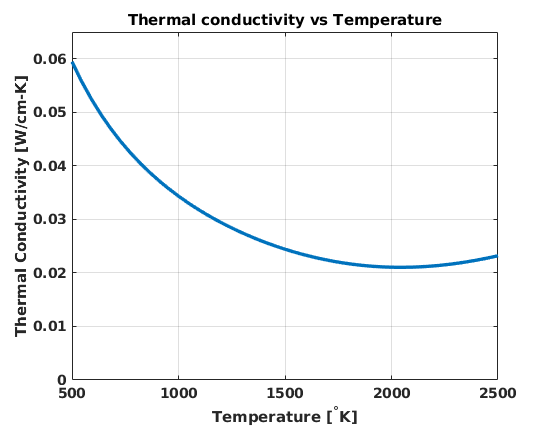 Thermal conductivity vs Temperature
Thermal Conductivity [W/cm-K]
0.06
0.05
0.04
0.03
0.02
0.01
0
500 1000 1500 2000 2500
Temperature [°K]